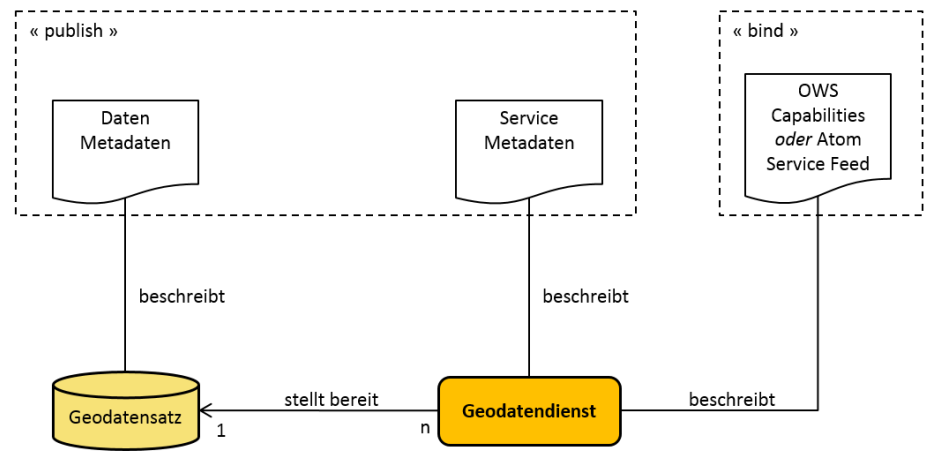 « publish »
« bind »
Daten
Metadaten
Service
Metadaten
OWS
Capabilities
oder Atom
Service Feed
beschreibt
beschreibt
Geodatensatz
1
stellt bereit
n
Geodatendienst
beschreibt